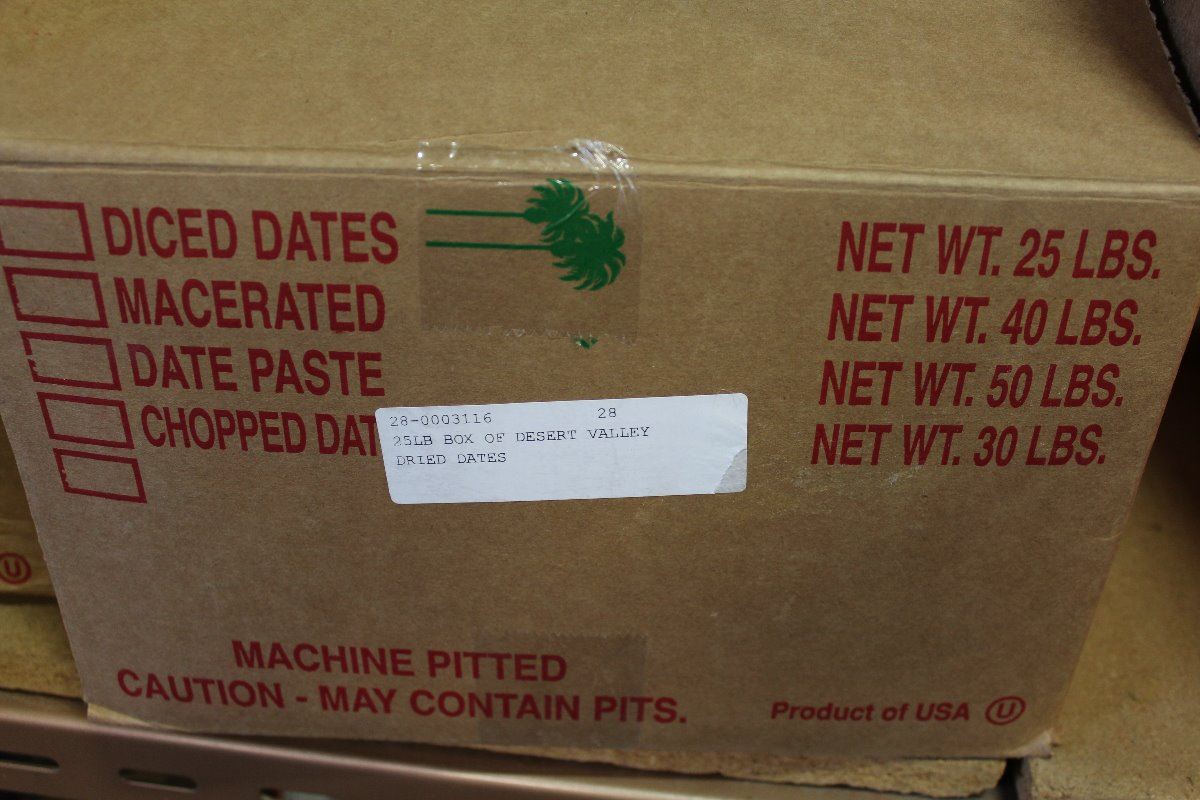 DICED DATES NET WT. 25 LBS.
MACERATED NET WT. 40 LBS.
DATE PASTE NET WT. 50 LBS.
CHOPPED DAT NET WT. 30 LBS.
28-0003116 28
25LB BOX OF DESERT VALLEY
DRIED DATES
MACHINE PITTED
CAUTION - MAY CONTAIN PITS.
Product of USA U
U